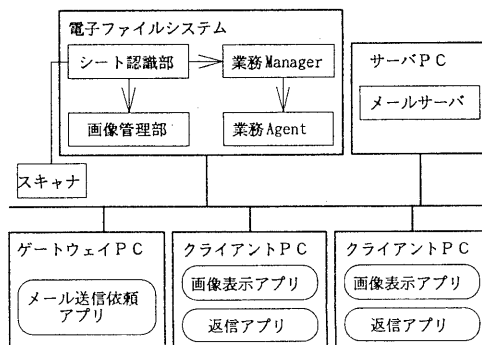 電子ファイルシステム
シート認識部
業務Manager
画像管理部
業務Agent
サーバPC
メールサーバ
スキャナ
ゲートウェイPC
メール送信依頼
アプリ
クライアントPC
画像表示アプリ
返信アプリ
クライアントPC
画像表示アプリ
返信アプリ